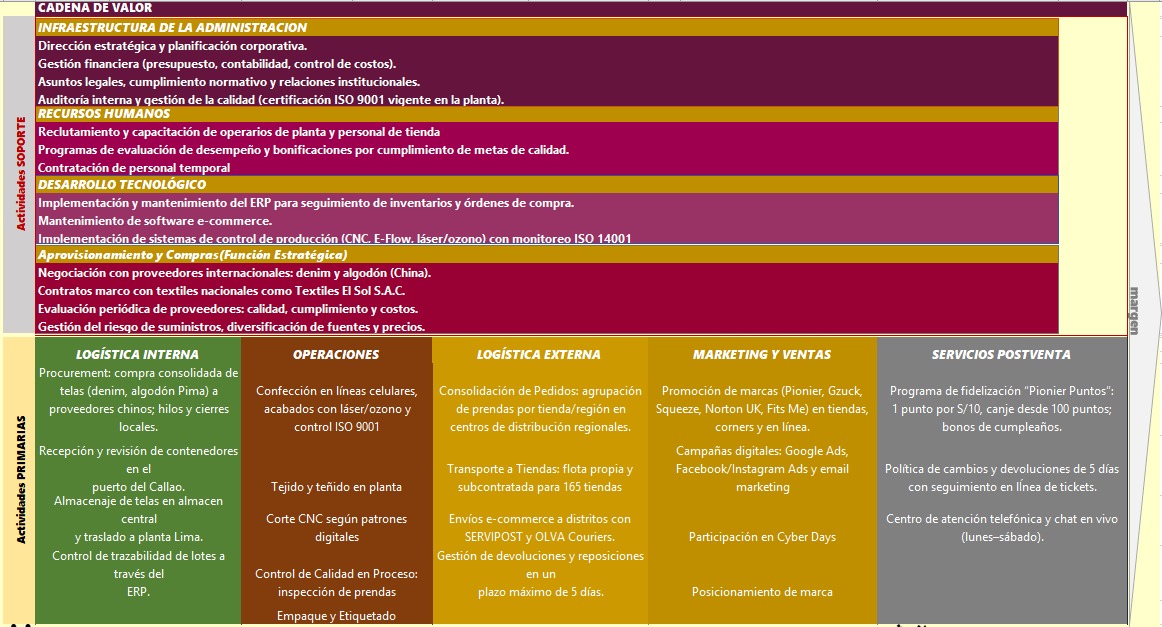 CADENA DE VALOR
INFRAESTRUCTURA DE LA ADMINISTRACION
Dirección estratégica y planificación corporativa.
Gestión financiera (presupuesto, contabilidad, control de costos).
Asuntos legales, cumplimiento normativo y relaciones institucionales.
Auditoría interna y gestión de la calidad (certificación ISO 9001 vigente en la planta).
RECURSOS HUMANOS
Reclutamiento y capacitación de operarios de planta y personal de tienda
Programas de evaluación de desempeño y bonificaciones por cumplimiento de metas de calidad.
Contratación de personal temporal
DESARROLLO TECNOLÓGICO
Implementación y mantenimiento del ERP para seguimiento de inventarios y órdenes de compra.
Mantenimiento de software e-commerce.
Implementación de sistemas de control de producción (CNC, E-Flow, láser/ozono) con monitoreo ISO 14001
Aprovisionamiento y Compras(Función Estratégica)
Negociación con proveedores internacionales: denim y algodón (China).
Contratos marco con textiles nacionales como Textiles El Sol S.A.C.
Evaluación periódica de proveedores: calidad, cumplimiento y costos.
Gestión del riesgo de suministros, diversificación de fuentes y precios.
Actividades SOPORTE
margen
Actividades PRIMARIAS
LOGÍSTICA INTERNA
Procurement: compra consolidada de
telas (denim, algodón Pima) a
proveedores chinos; hilos y cierres
locales.
Recepción y revisión de contenedores
en el
puerto del Callao.
Almacenaje de telas en almacen
central
y traslado a planta Lima.
Control de trazabilidad de lotes a
través del
ERP.
OPERACIONES
Confección en líneas celulares,
acabados con láser/ozono y
control ISO 9001
Tejido y teñido en planta
Corte CNC según patrones
digitales
Control de Calidad en Proceso:
inspección de prendas
Empaque y Etiquetado
LOGÍSTICA EXTERNA
Consolidación de Pedidos: agrupación
de prendas por tienda/región en
centros de distribución regionales.
Transporte a Tiendas: flota propia y
subcontratada para 165 tiendas
Envíos e-commerce a distritos con
SERVIPOST y OLVA Couriers.
Gestión de devoluciones y reposiciones
en un
plazo máximo de 5 días.
MARKETING Y VENTAS
Promoción de marcas (Pionier, Gzuck,
Squeeze, Norton UK, Fits Me) en tiendas,
corners y en línea.
Campañas digitales: Google Ads,
Facebook/Instagram Ads y email
marketing
Participación en Cyber Days
Posicionamiento de marca
SERVICIOS POSTVENTA
Programa de fidelización “Pionier Puntos”:
1 punto por S/10, canje desde 100 puntos;
bonos de cumpleaños.
Política de cambios y devoluciones de 5 días
con seguimiento en línea de tickets.
Centro de atención telefónica y chat en vivo
(lunes–sábado).